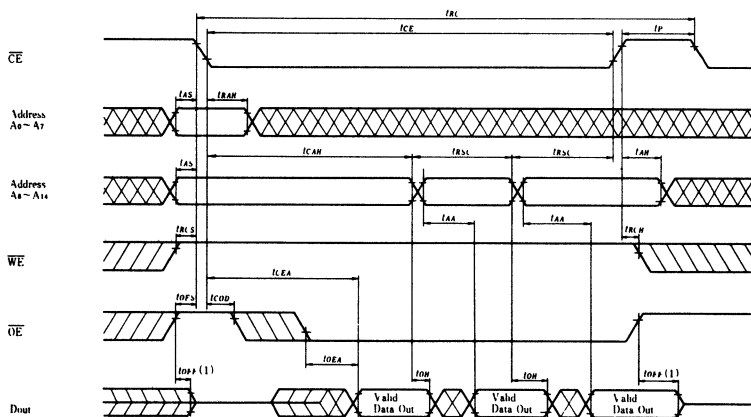 tRC
tCE
tP
CE
tAS
tRAH
Address
A0~A7
tCAH
tRSC
tRSC
tAH
tAS
Address
A8~A14
tAA
tAA
tRCS
tRCH
WE
tCEA
tOFS
tCOD
OE
tOEA
tOFF(1)
tOH
tOH
tOFF(1)
Dout
Valid
Data Out
Valid
Data Out
Valid
Data Out